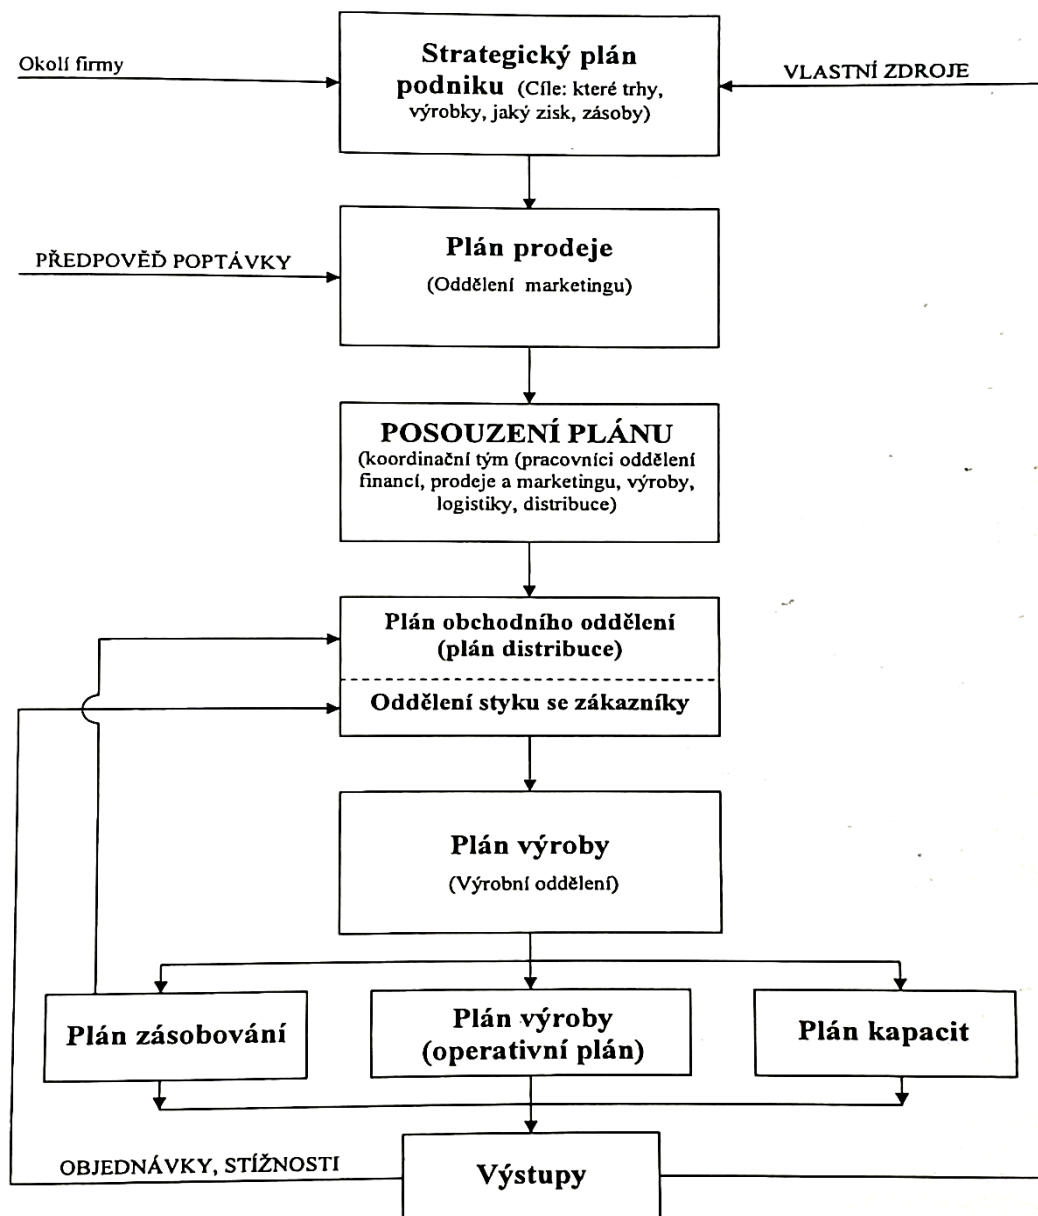 Okolí firmy
Strategický plán
podniku (Cíle: které trhy,
výrobky, jaký zisk, zásoby)
VLASTNÍ ZDROJE
PŘEDPOVĚĎ POPTÁVKY
Plán prodeje
(Oddělení marketingu)
POSOUZENÍ PLÁNU
(koordinační tým (pracovníci oddělení
financí, prodeje a marketingu, výroby,
logistiky, distribuce)
Plán obchodního oddělení
(plán distribuce)
Oddělení styku se zákazníky
Plán výroby
(Výrobní oddělení)
Plán zásobování
Plán výroby
(operativní plán)
Plán kapacit
OBJEDNÁVKY, STÍŽNOSTI
Výstupy